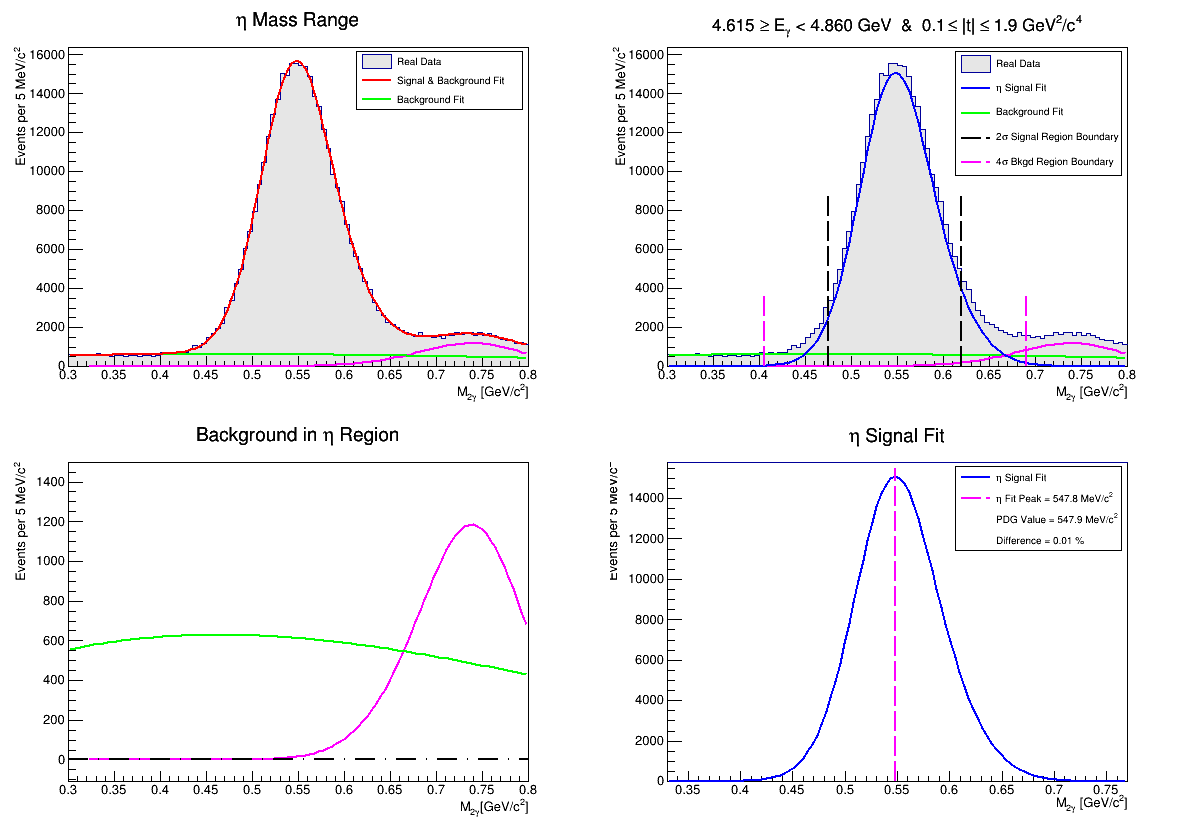 η Mass Range
Events per 5 MeV/c²
16000
14000
12000
10000
8000
6000
4000
2000
0
Real Data
Signal & Background Fit
Background Fit
0.3 0.35 0.4 0.45 0.5 0.55 0.6 0.65 0.7 0.75 0.8
M₂γ [GeV/c²]
4.615 ≥ Eγ < 4.860 GeV & 0.1 ≤ |t| ≤ 1.9 GeV²/c⁴
Events per 5 MeV/c²
16000
14000
12000
10000
8000
6000
4000
2000
0
Real Data
η Signal Fit
Background Fit
2σ Signal Region Boundary
4σ Bkgd Region Boundary
0.3 0.35 0.4 0.45 0.5 0.55 0.6 0.65 0.7 0.75 0.8
M₂γ [GeV/c²]
Background in η Region
Events per 5 MeV/c²
1400
1200
1000
800
600
400
200
0
0.3 0.35 0.4 0.45 0.5 0.55 0.6 0.65 0.7 0.75 0.8
M₂γ[GeV/c²]
η Signal Fit
Events per 5 MeV/c²
14000
12000
10000
8000
6000
4000
2000
0
η Signal Fit
η Fit Peak = 547.8 MeV/c²
PDG Value = 547.9 MeV/c²
Difference = 0.01 %
0.35 0.4 0.45 0.5 0.55 0.6 0.65 0.7 0.75
M₂γ [GeV/c²]